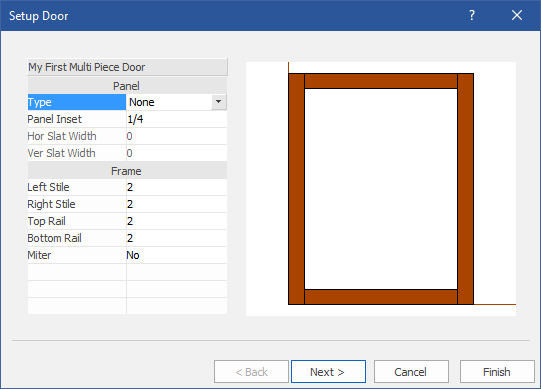 Setup Door
?
My First Multi Piece Door
Panel
Type None
Panel Inset 1/4
Hor Slat Width 0
Ver Slat Width 0
Frame
Left Stile 2
Right Stile 2
Top Rail 2
Bottom Rail 2
Miter No
< Back Next > Cancel Finish